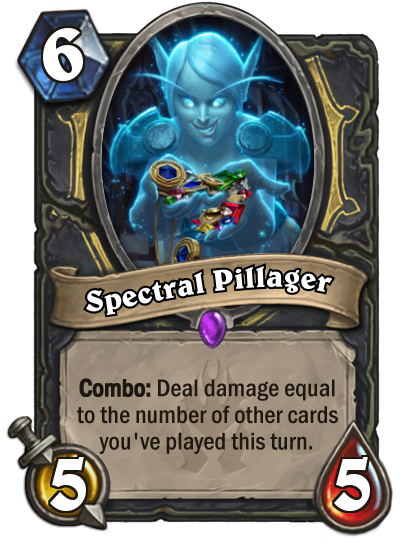 6
Spectral Pillager
Combo: Deal damage equal
to the number of other cards
you've played this turn.
5 5